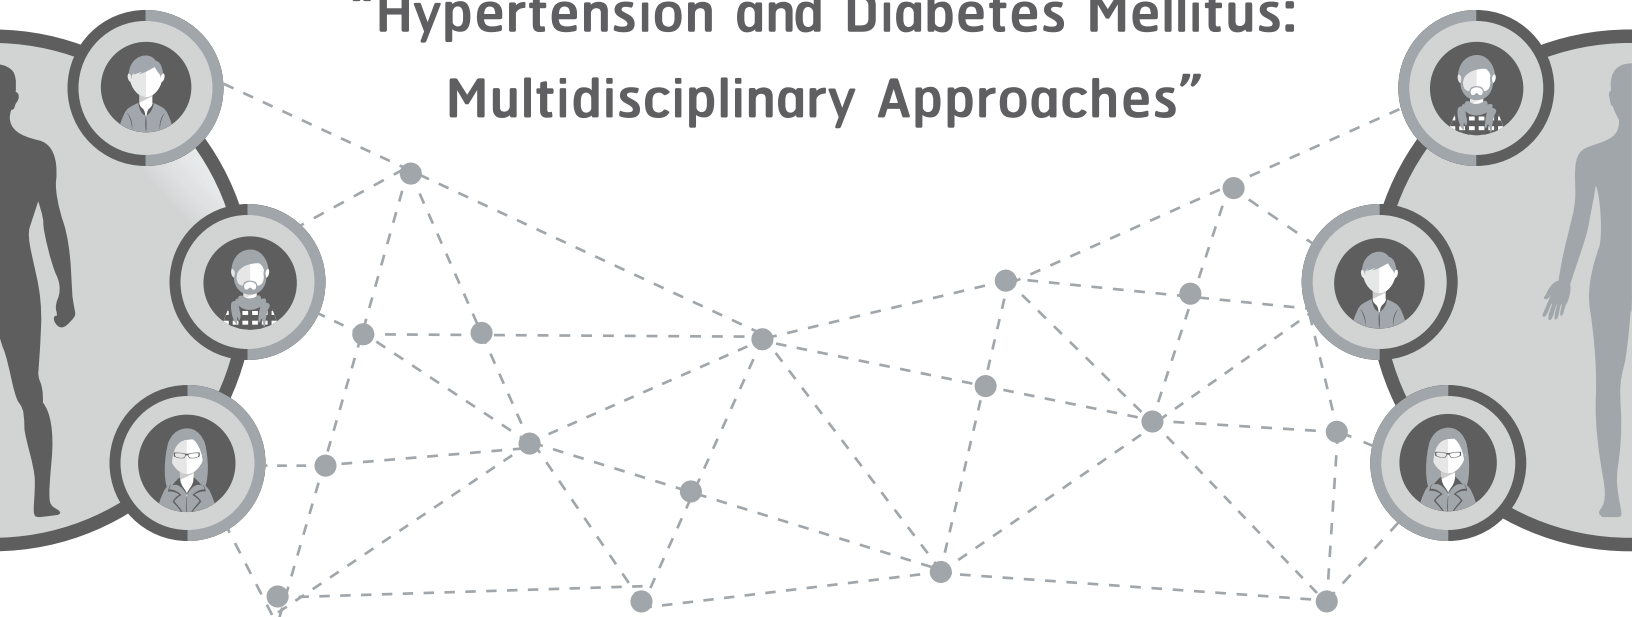 "Hypertension and Diabetes Mellitus:
Multidisciplinary Approaches”